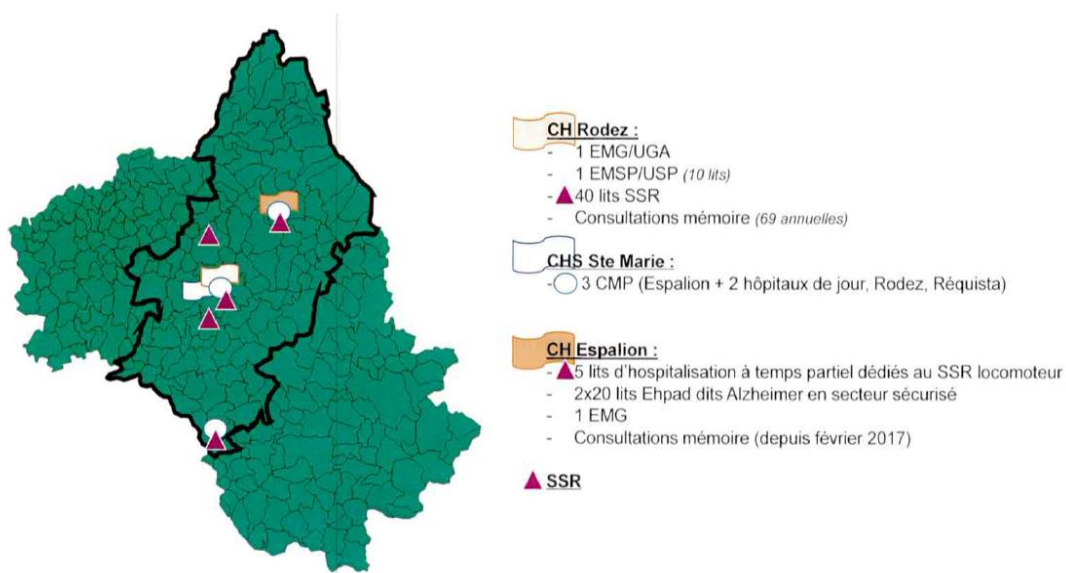 CH Rodez :
- 1 EMG/UGA
- 1 EMSP/USP (10 lits)
- 40 lits SSR
- Consultations mémoire (69 annuelles)
CHS Ste Marie :
- 3 CMP (Espalion + 2 hôpitaux de jour, Rodez, Réquista)
CH Espalion :
- 5 lits d'hospitalisation à temps partiel dédiés au SSR locomoteur
- 2x20 lits Ehpad dits Alzheimer en secteur sécurisé
- 1 EMG
- Consultations mémoire (depuis février 2017)
SSR